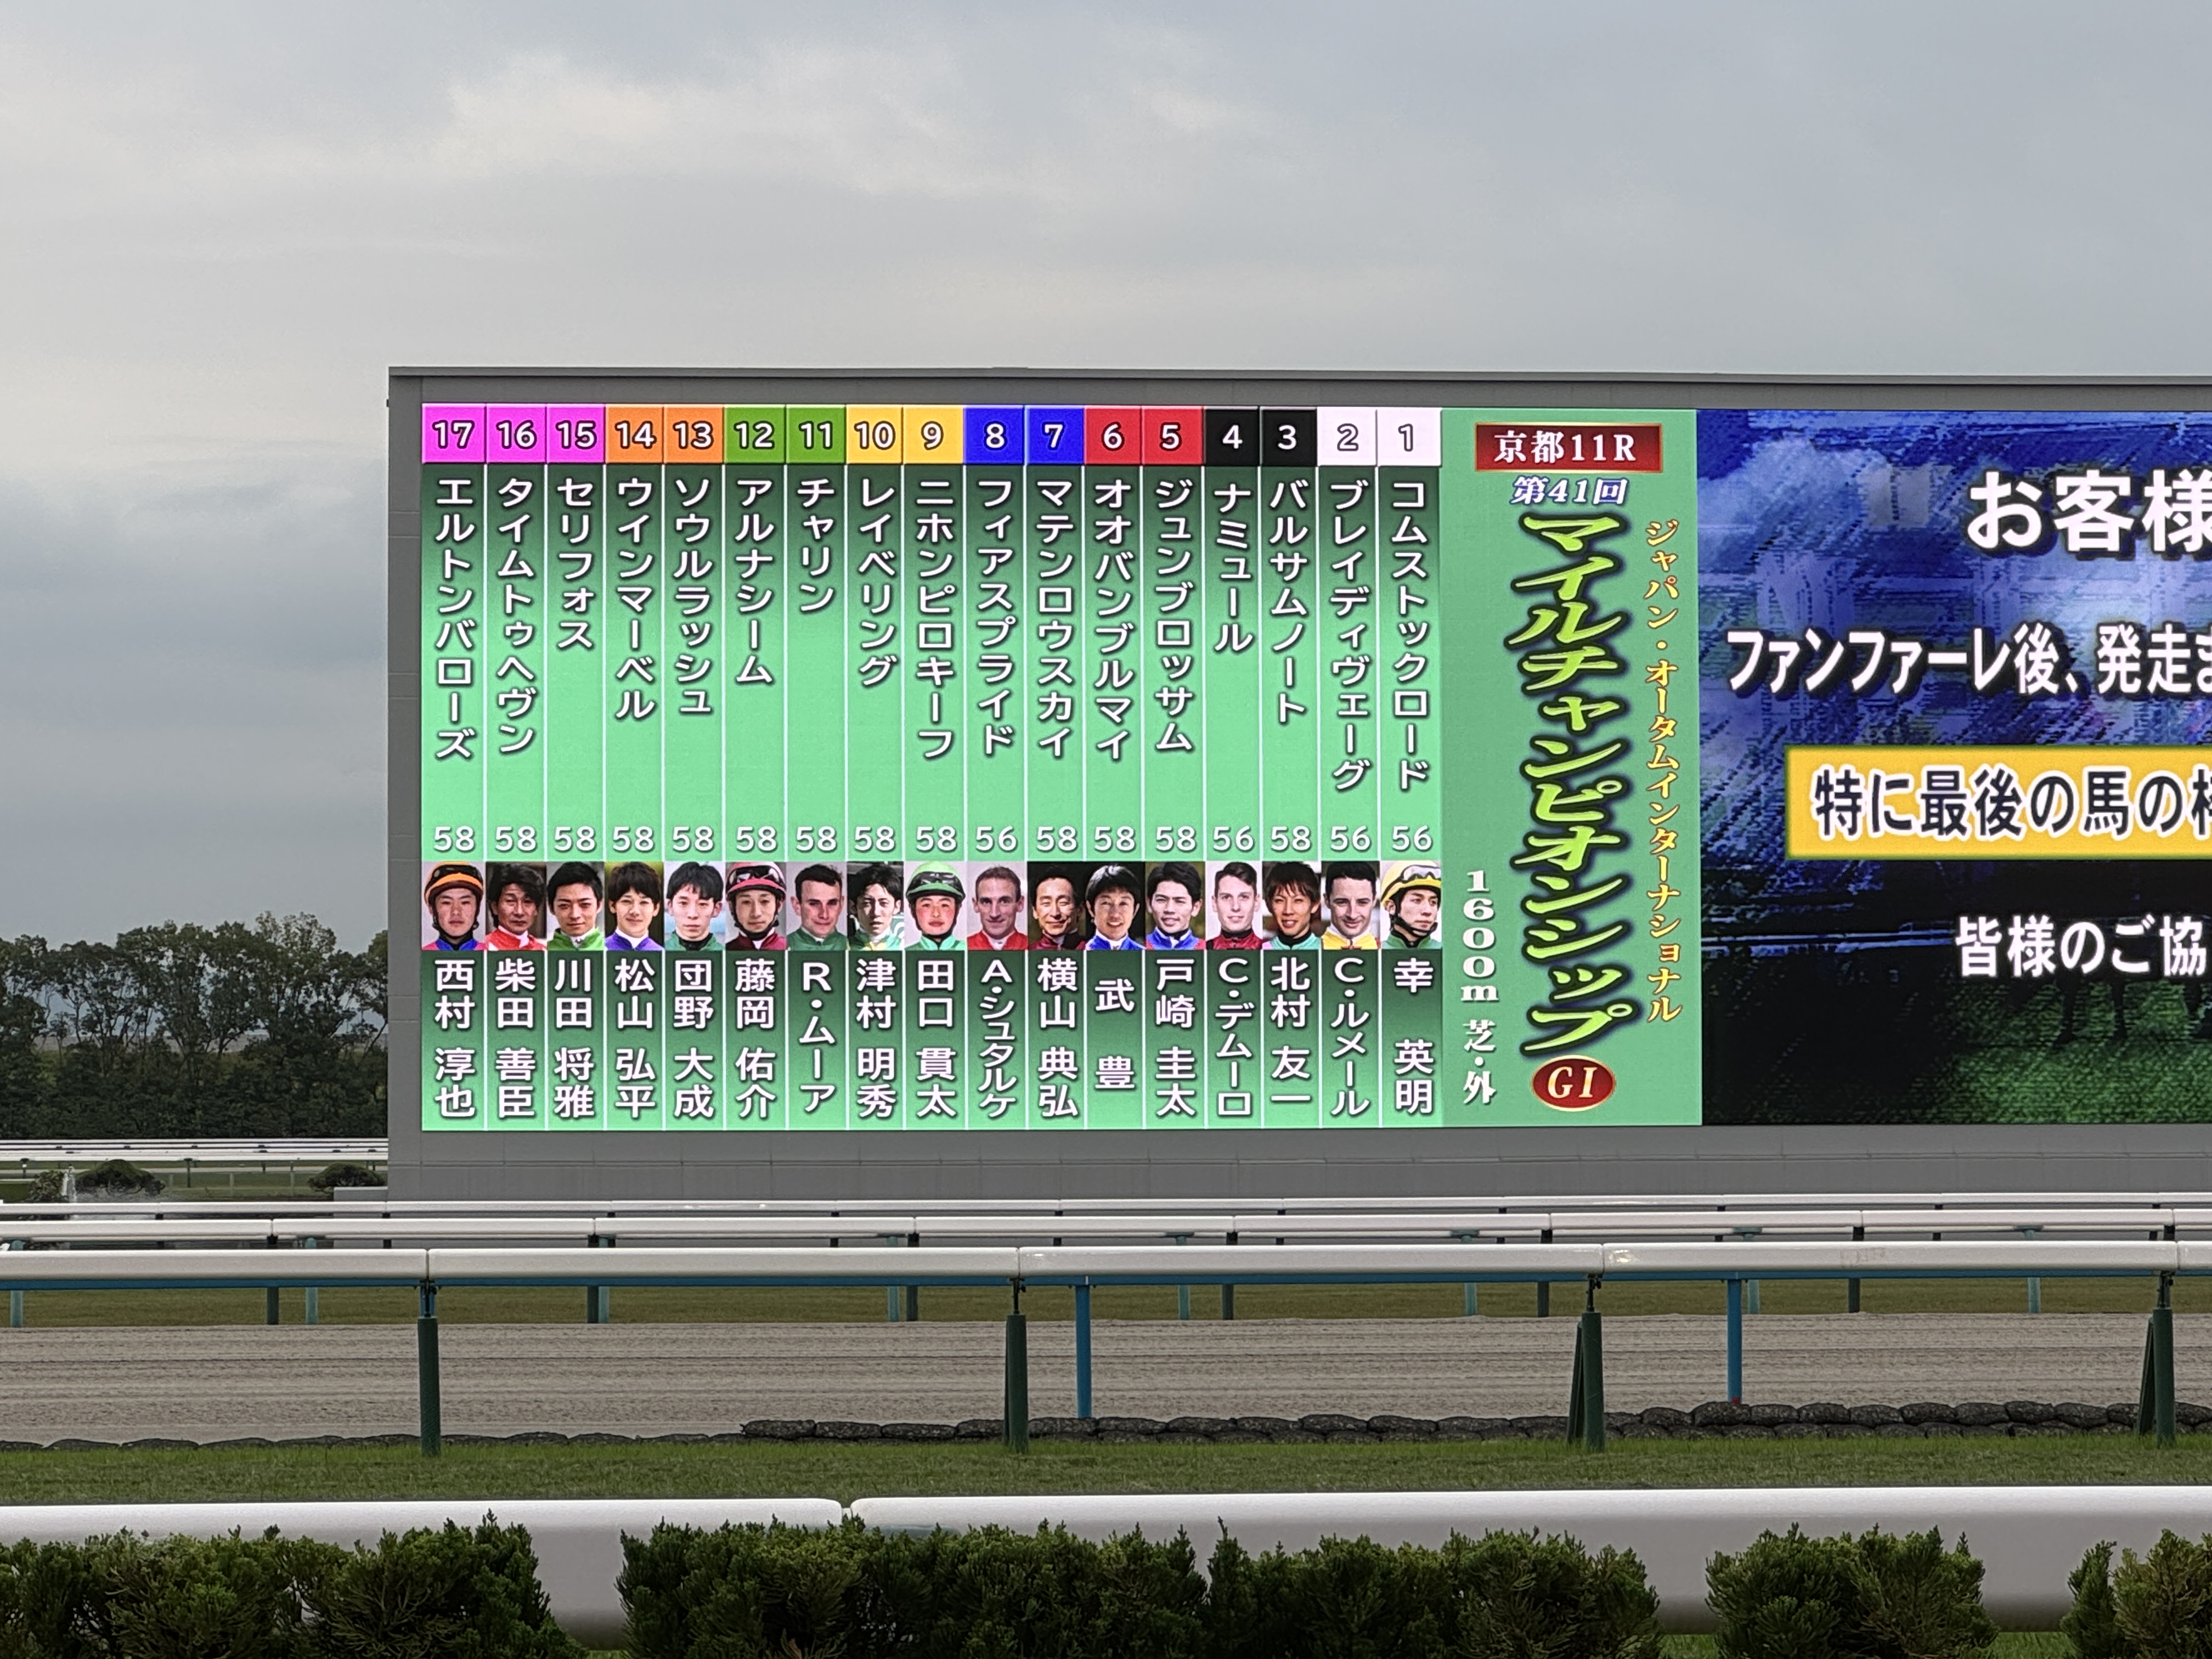 京都11R
第41回
ジャパン・オータムインターナショナル
マイルチャンピオンシップ
GI
1600m 芝・外
1 コムストックロード 56 幸 英明
2 ブレイディヴェーグ 56 C・ルメール
3 バルサムノート 58 北村 友一
4 ナミュール 56 C・デムーロ
5 ジュンブロッサム 58 戸崎 圭太
6 オオバンブルマイ 58 武 豊
7 マテンロウスカイ 58 横山 典弘
8 フィアスプライド 56 A・シュタルケ
9 ニホンピロキーフ 58 田口 貫太
10 レイベリング 58 津村 明秀
11 チャリン 58 R・ムーア
12 アルナシーム 58 藤岡 佑介
13 ソウルラッシュ 58 団野 大成
14 ウインマーベル 58 松山 弘平
15 セリフォス 58 川田 将雅
16 タイムトゥヘヴン 58 柴田 善臣
17 エルトンバローズ 58 西村 淳也
お客様
ファンファーレ後、発走ま
特に最後の馬の
皆様のご協